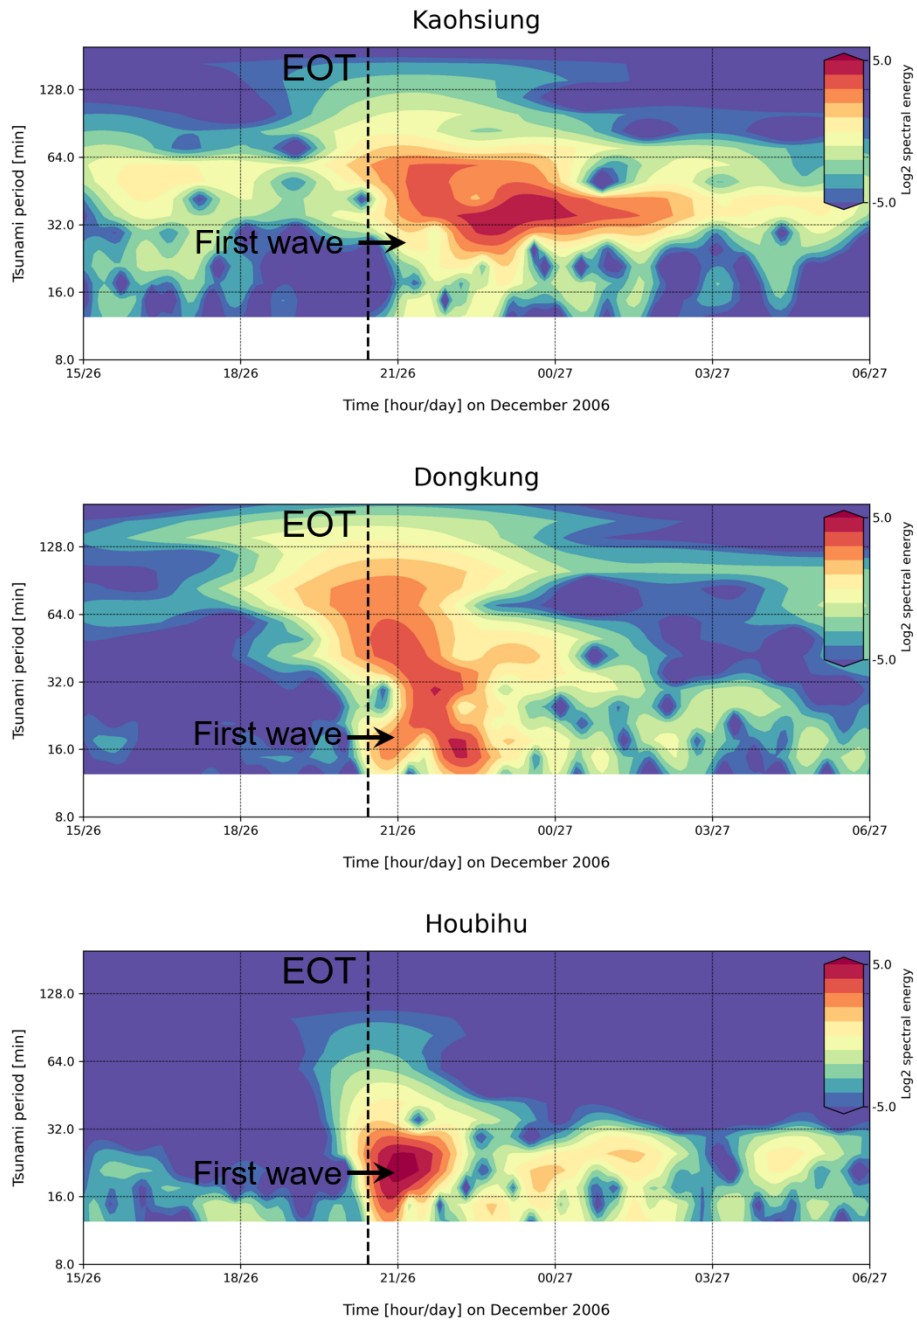 Kaohsiung
EOT
First wave
Tsunami period [min]
128.0
64.0
32.0
16.0
8.0
15/26 18/26 21/26 00/27 03/27 06/27
Time [hour/day] on December 2006
5.0
-5.0
Log2 spectral energy
Dongkung
EOT
First wave
Tsunami period [min]
128.0
64.0
32.0
16.0
8.0
15/26 18/26 21/26 00/27 03/27 06/27
Time [hour/day] on December 2006
5.0
-5.0
Log2 spectral energy
Houbihu
EOT
First wave
Tsunami period [min]
128.0
64.0
32.0
16.0
8.0
15/26 18/26 21/26 00/27 03/27 06/27
Time [hour/day] on December 2006
5.0
-5.0
Log2 spectral energy